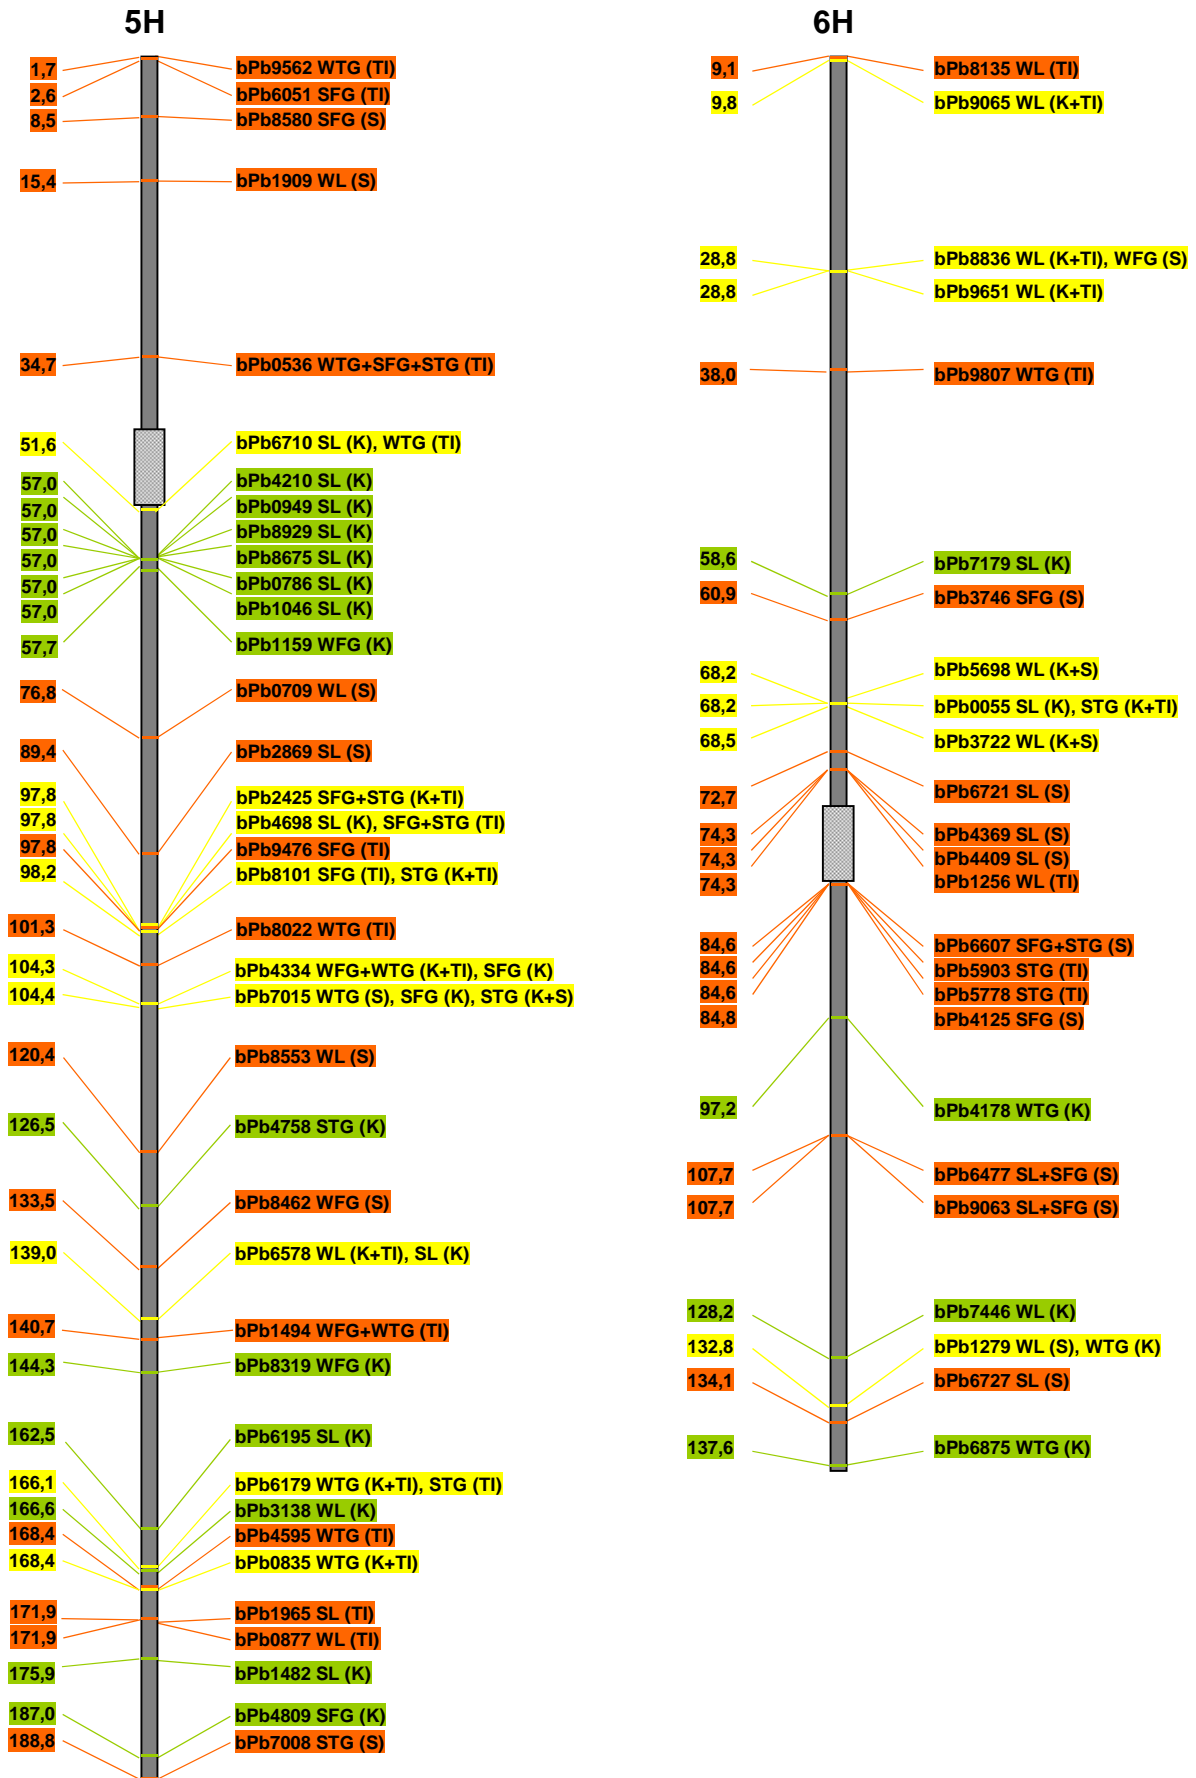 5H
1,7 bPb9562 WTG (TI)
2,6 bPb6051 SFG (TI)
8,5 bPb8580 SFG (S)
15,4 bPb1909 WL (S)
34,7 bPb0536 WTG+SFG+STG (TI)
51,6 bPb6710 SL (K), WTG (TI)
57,0 bPb4210 SL (K)
57,0 bPb0949 SL (K)
57,0 bPb8929 SL (K)
57,0 bPb8675 SL (K)
57,0 bPb0786 SL (K)
57,0 bPb1046 SL (K)
57,7 bPb1159 WFG (K)
76,8 bPb0709 WL (S)
89,4 bPb2869 SL (S)
97,8 bPb2425 SFG+STG (K+TI)
97,8 bPb4698 SL (K), SFG+STG (TI)
97,8 bPb9476 SFG (TI)
98,2 bPb8101 SFG (TI), STG (K+TI)
101,3 bPb8022 WTG (TI)
104,3 bPb4334 WFG+WTG (K+TI), SFG (K)
104,4 bPb7015 WTG (S), SFG (K), STG (K+S)
120,4 bPb8553 WL (S)
126,5 bPb4758 STG (K)
133,5 bPb8462 WFG (S)
139,0 bPb6578 WL (K+TI), SL (K)
140,7 bPb1494 WFG+WTG (TI)
144,3 bPb8319 WFG (K)
162,5 bPb6195 SL (K)
166,1 bPb6179 WTG (K+TI), STG (TI)
166,6 bPb3138 WL (K)
168,4 bPb4595 WTG (TI)
168,4 bPb0835 WTG (K+TI)
171,9 bPb1965 SL (TI)
171,9 bPb0877 WL (TI)
175,9 bPb1482 SL (K)
187,0 bPb4809 SFG (K)
188,8 bPb7008 STG (S)
6H
9,1 bPb8135 WL (TI)
9,8 bPb9065 WL (K+TI)
28,8 bPb8836 WL (K+TI), WFG (S)
28,8 bPb9651 WL (K+TI)
38,0 bPb9807 WTG (TI)
58,6 bPb7179 SL (K)
60,9 bPb3746 SFG (S)
68,2 bPb5698 WL (K+S)
68,2 bPb0055 SL (K), STG (K+TI)
68,5 bPb3722 WL (K+S)
72,7 bPb6721 SL (S)
74,3 bPb4369 SL (S)
74,3 bPb4409 SL (S)
74,3 bPb1256 WL (TI)
84,6 bPb6607 SFG+STG (S)
84,6 bPb5903 STG (TI)
84,6 bPb5778 STG (TI)
84,8 bPb4125 SFG (S)
97,2 bPb4178 WTG (K)
107,7 bPb6477 SL+SFG (S)
107,7 bPb9063 SL+SFG (S)
128,2 bPb7446 WL (K)
132,8 bPb1279 WL (S), WTG (K)
134,1 bPb6727 SL (S)
137,6 bPb6875 WTG (K)